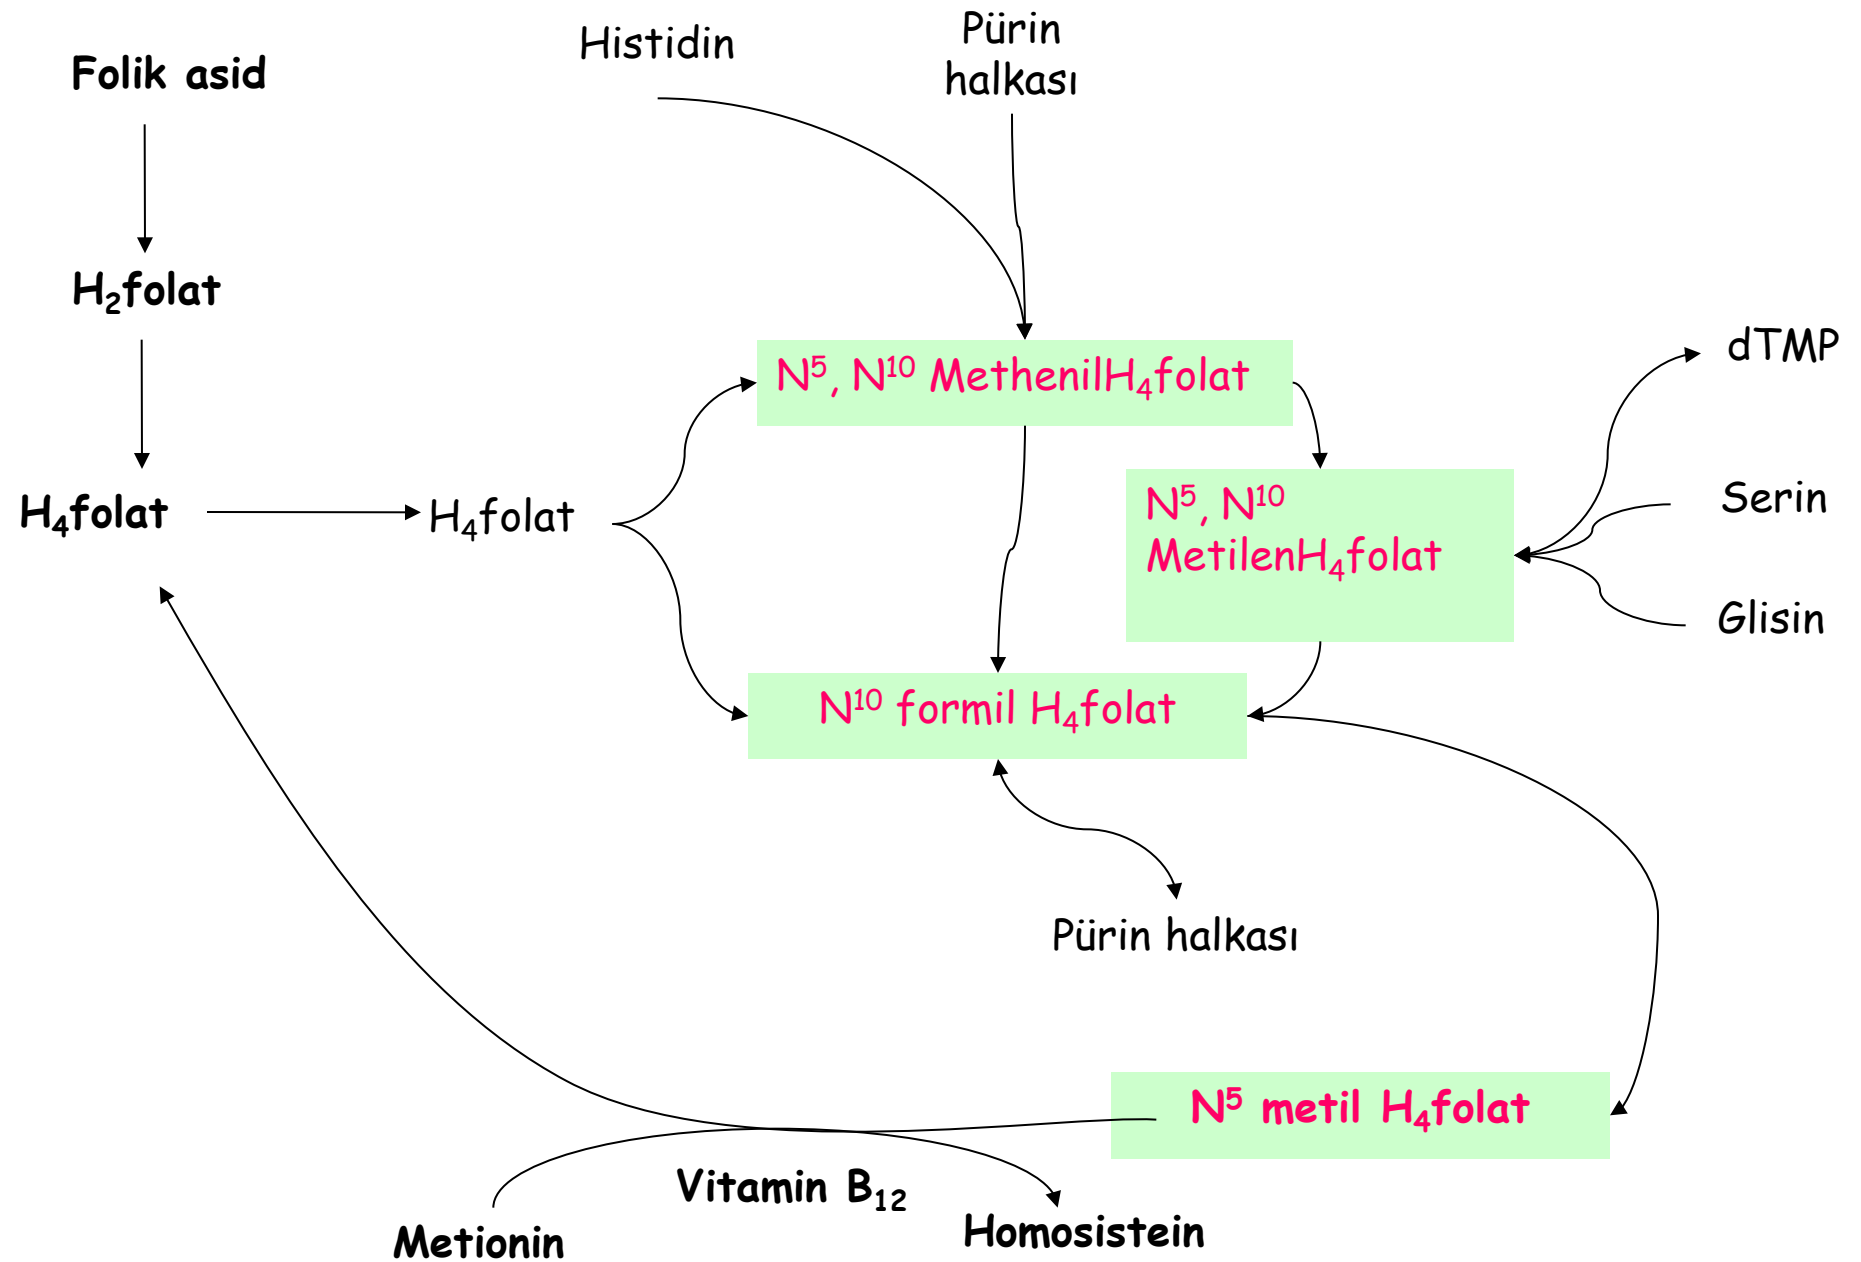 Folik asid
Histidin
Pürin
halkası
H₂folat
N⁵, N¹⁰ MethenilH₄folat
dTMP
H₄folat
H₄folat
N⁵, N¹⁰
MetilenH₄folat
Serin
Glisin
N¹⁰ formil H₄folat
Pürin halkası
N⁵ metil H₄folat
Vitamin B₁₂
Metionin
Homosistein